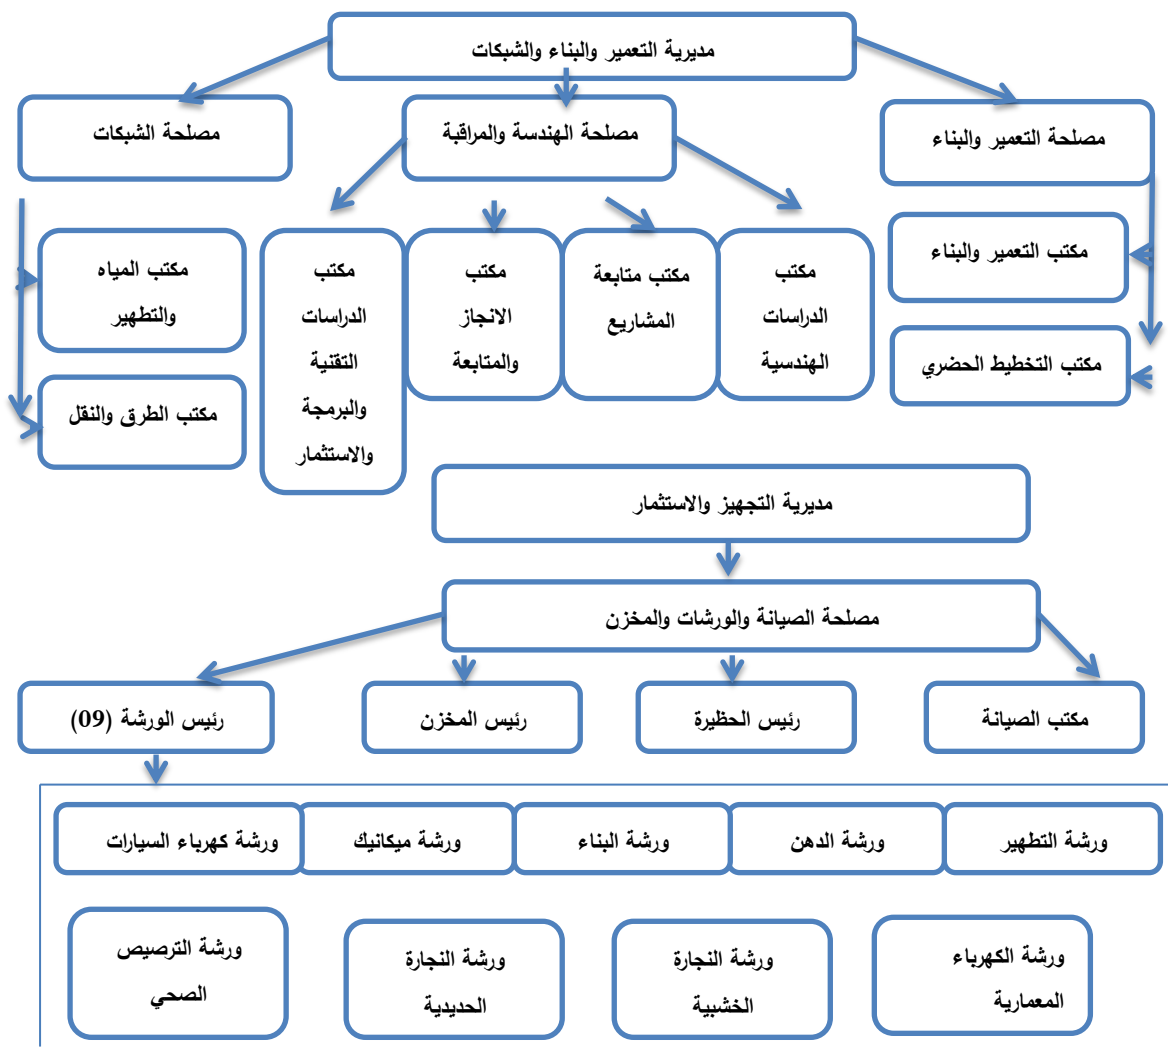 مديرية التعمير والبناء والشبكات
مصلحة التعمير والبناء
مصلحة الهندسة والمراقبة
مصلحة الشبكات
مكتب التعمير والبناء
مكتب التخطيط الحضري
مكتب
الدراسات
الهندسية
مكتب متابعة
المشاريع
مكتب
الانجاز
والمتابعة
مكتب
الدراسات
التقنية
والبرمجة
والاستثمار
مكتب المياه
والتطهير
مكتب الطرق والنقل
مديرية التجهيز والاستثمار
مصلحة الصيانة والورشات والمخزن
مكتب الصيانة
رئيس الحظيرة
رئيس المخزن
رئيس الورشة (09)
ورشة التطهير
ورشة الدهن
ورشة البناء
ورشة ميكانيك
ورشة كهرباء السيارات
ورشة الكهرباء
المعمارية
ورشة النجارة
الخشبية
ورشة النجارة
الحديدية
ورشة الترصيص
الصحي